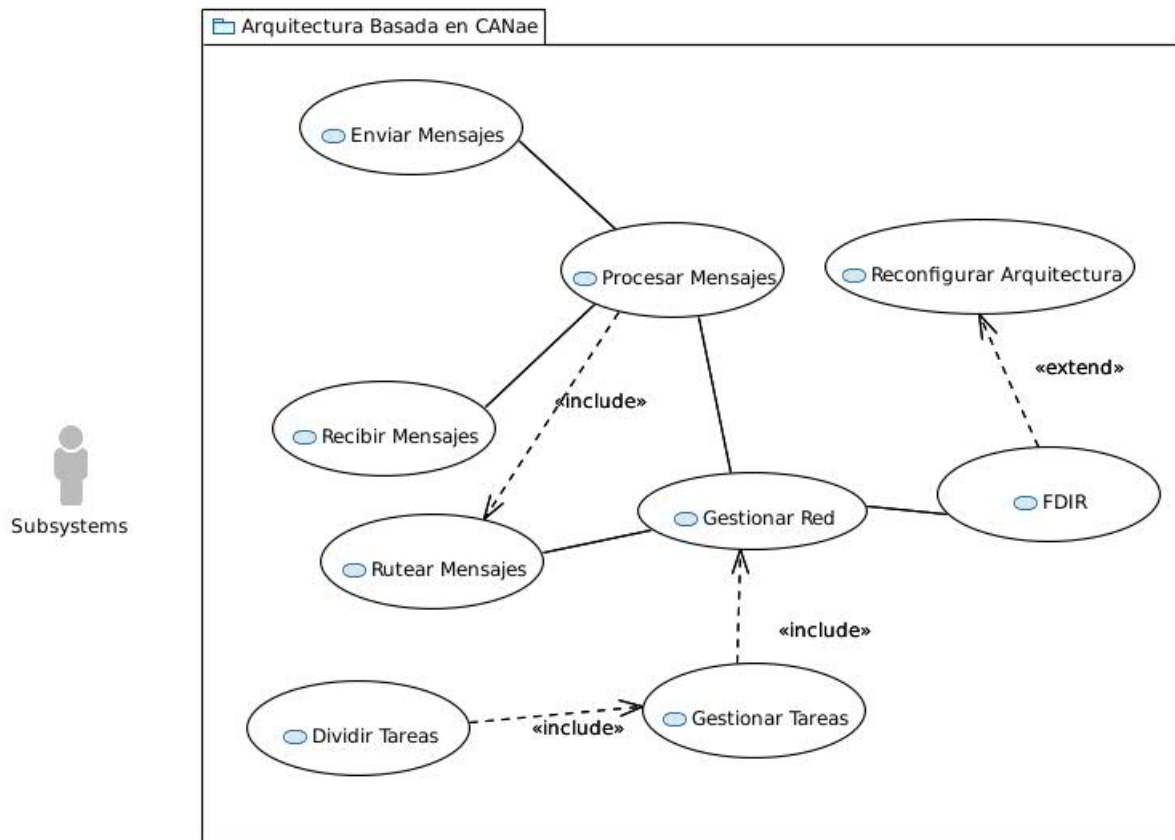 Arquitectura Basada en CANae
Enviar Mensajes
Procesar Mensajes
Reconfigurar Arquitectura
«extend»
«include»
Recibir Mensajes
Subsystems
Gestionar Red
FDIR
Rutear Mensajes
«include»
Dividir Tareas
«include»
Gestionar Tareas